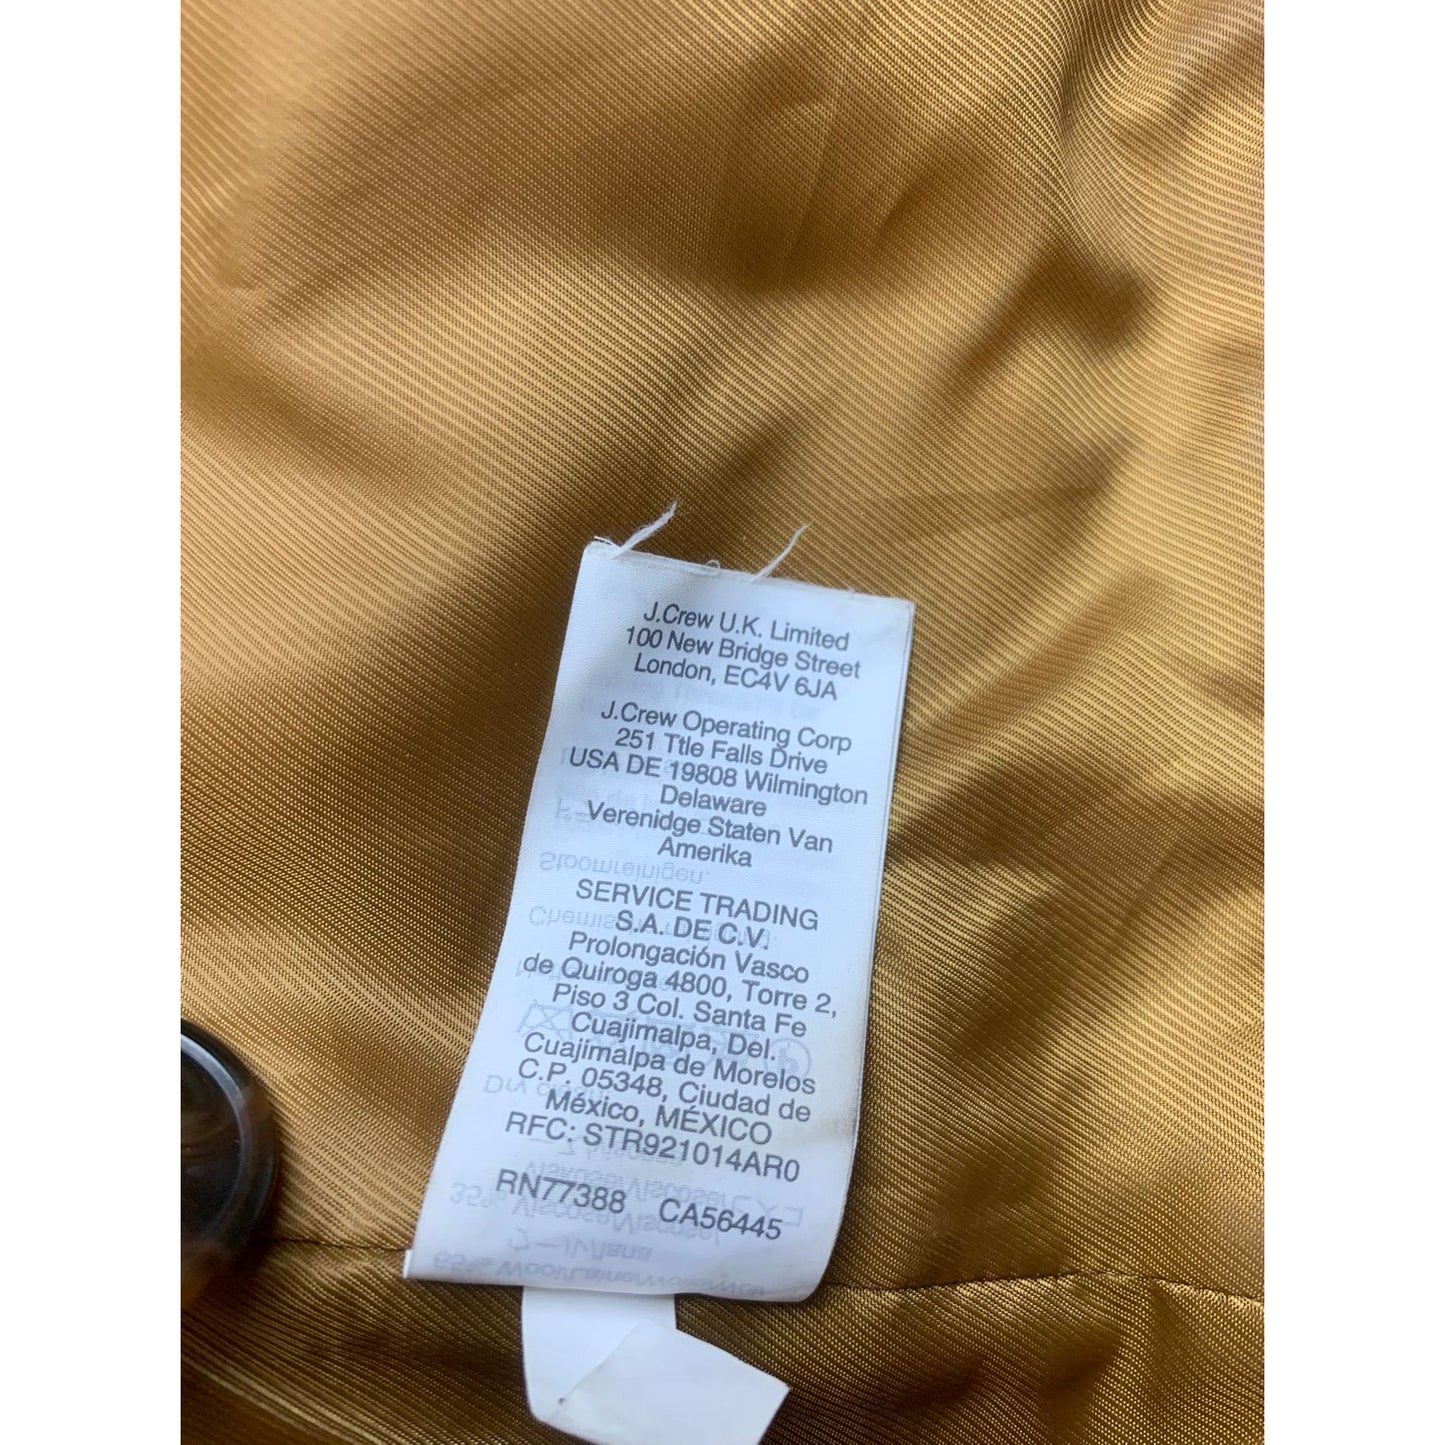 J.Crew U.K. Limited
100 New Bridge Street
London, EC4V 6JA
J.Crew Operating Corp
251 Ttle Falls Drive
USA DE 19808 Wilmington
Delaware
Verenidge Staten Van
Amerika
SERVICE TRADING
S.A. DE C.V.
Prolongación Vasco
de Quiroga 4800, Torre 2,
Piso 3 Col. Santa Fe
Cuajimalpa, Del.
Cuajimalpa de Morelos
C.P. 05348, Ciudad de
México, MÉXICO
RFC: STR921014AR0
RN77388 CA56445